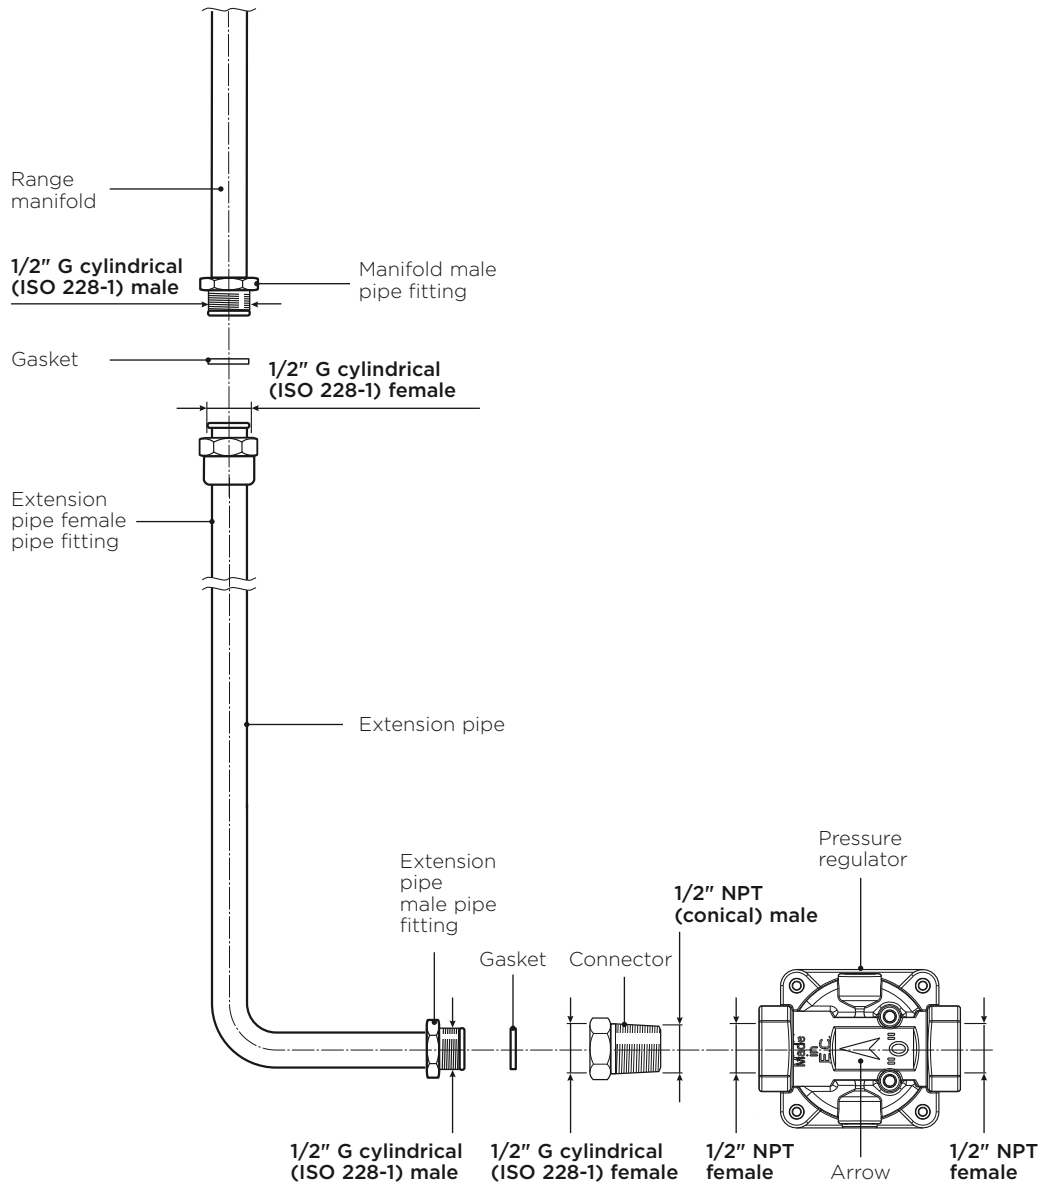 Range
manifold
1/2" G cylindrical
(ISO 228-1) male
Manifold male
pipe fitting
Gasket
1/2" G cylindrical
(ISO 228-1) female
Extension
pipe female
pipe fitting
Extension pipe
Pressure
regulator
Extension
pipe
male pipe
fitting
1/2" NPT
(conical) male
Gasket
Connector
Made
in
E.C.
1/2" G cylindrical
(ISO 228-1) male
1/2" G cylindrical
(ISO 228-1) female
1/2" NPT
female
Arrow
1/2" NPT
female